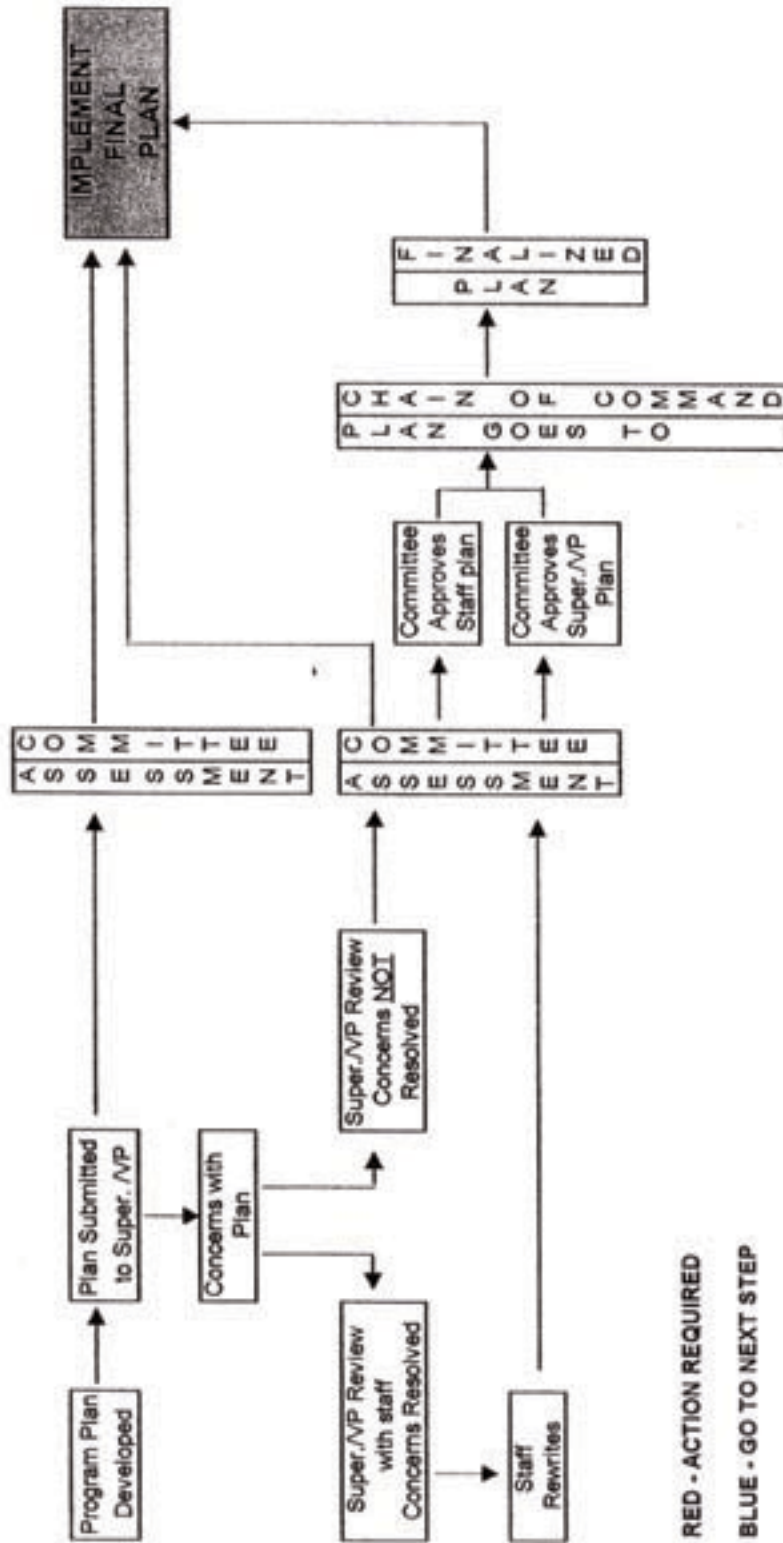 Program Plan
Developed
Plan Submitted
to Super. /VP
Concerns with
Plan
Super./VP Review
with staff
Concerns Resolved
Staff
Rewrites
Super./VP Review
Concerns NOT
Resolved
ASSESSMENT
COMMITTEE
ASSESSMENT
COMMITTEE
Committee
Approves
Staff plan
Committee
Approves
Super./VP
Plan
PLAN GOES TO
CHAIN OF COMMAND
PLAN
FINALIZED
IMPLEMENT
FINAL
PLAN
RED - ACTION REQUIRED
BLUE - GO TO NEXT STEP